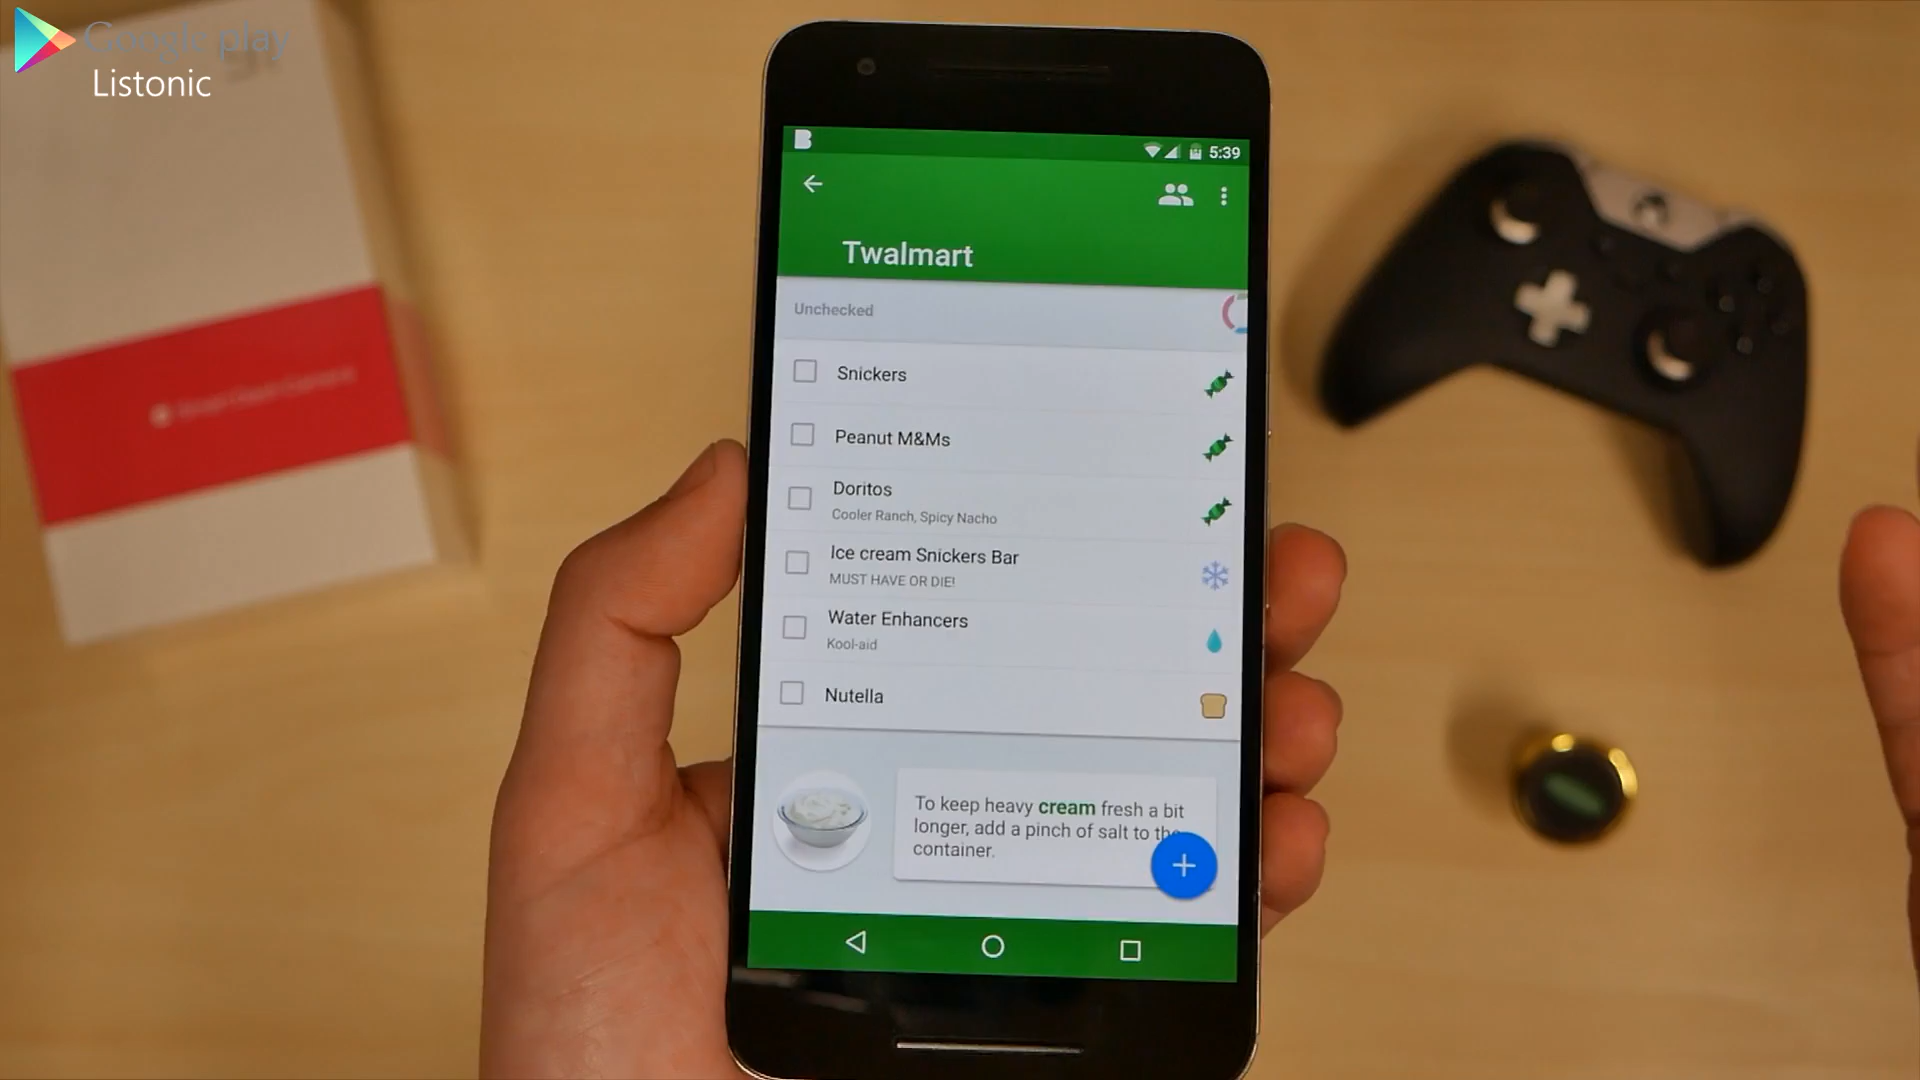 Google play
Listonic
5:39
Twalmart
Unchecked
Snickers
Peanut M&Ms
Doritos
Cooler Ranch, Spicy Nacho
Ice cream Snickers Bar
MUST HAVE OR DIE!
Water Enhancers
Kool-aid
Nutella
To keep heavy cream fresh a bit
longer, add a pinch of salt to the
container.